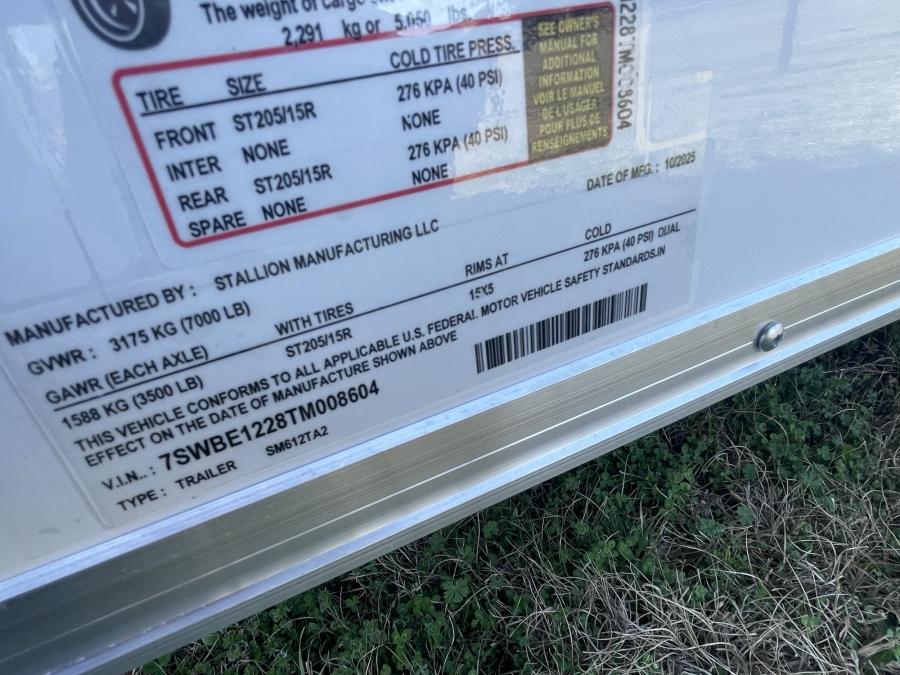 The weight of cargo
2,291 kg or 5,050 lbs.
TIRE SIZE COLD TIRE PRESS.
FRONT ST205/15R 276 KPA (40 PSI)
INTER NONE NONE
REAR ST205/15R 276 KPA (40 PSI)
SPARE NONE NONE
SEE OWNER'S
MANUAL FOR
ADDITIONAL
INFORMATION
VOIR LE MANUEL
DE L'USAGER
POUR PLUS DE
RENSEIGNEMENTS
DATE OF MFG. : 10/2025
MANUFACTURED BY : STALLION MANUFACTURING LLC
GVWR : 3175 KG (7000 LB)
GAWR (EACH AXLE) WITH TIRES RIMS AT COLD
1588 KG (3500 LB) ST205/15R 15X5 276 KPA (40 PSI) DUAL
THIS VEHICLE CONFORMS TO ALL APPLICABLE U.S. FEDERAL MOTOR VEHICLE SAFETY STANDARDS.IN
EFFECT ON THE DATE OF MANUFACTURE SHOWN ABOVE
V.I.N.: 7SWBE1228TM008604
TYPE : TRAILER SM612TA2